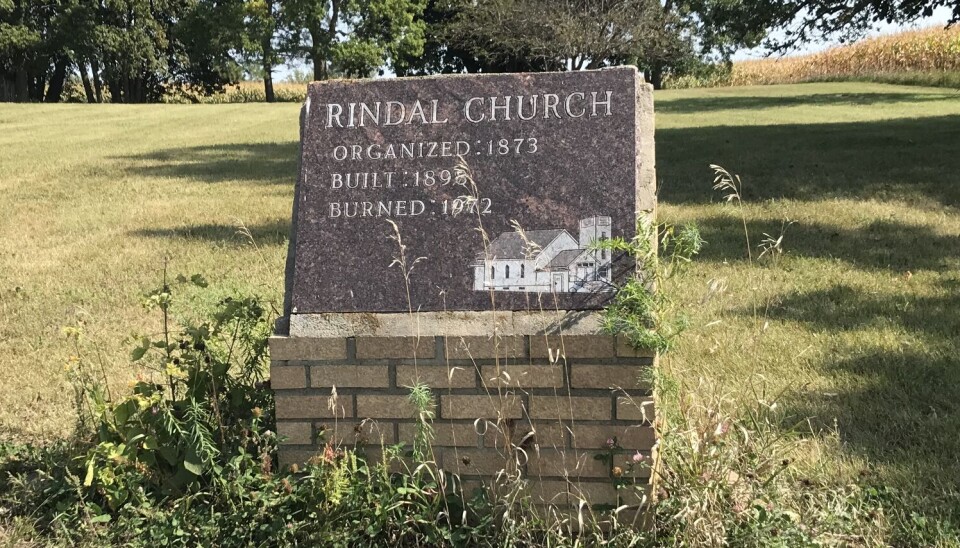 RINDAL CHURCH
ORGANIZED: 1873
BUILT:
BURNED: 1972